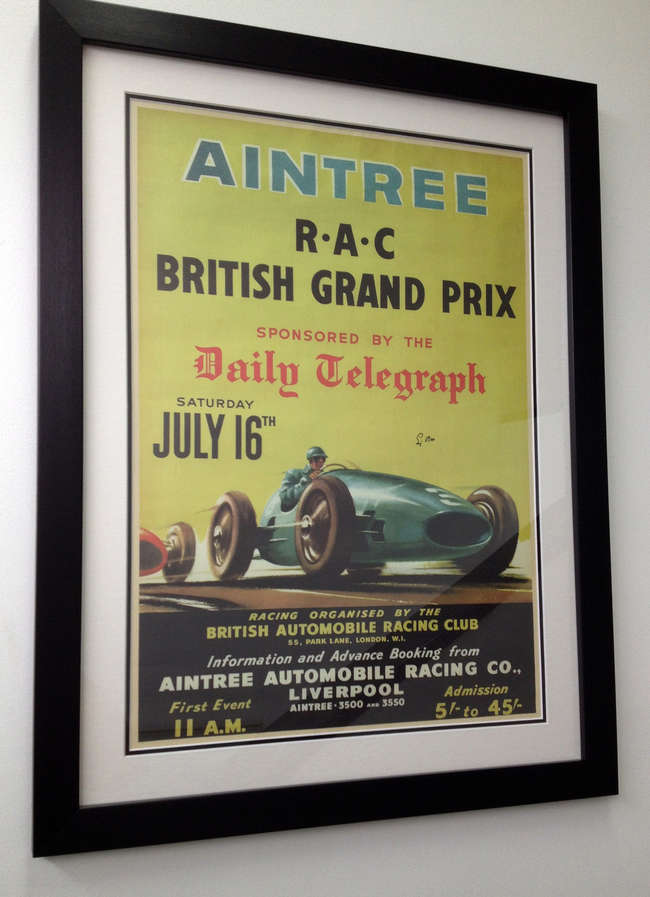 AINTREE
R·A·C
BRITISH GRAND PRIX
SPONSORED BY THE
Daily Telegraph
SATURDAY
JULY 16TH
RACING ORGANISED BY THE
BRITISH AUTOMOBILE RACING CLUB
55, PARK LANE, LONDON. W.I.
Information and Advance Booking from
AINTREE AUTOMOBILE RACING CO.,
LIVERPOOL
AINTREE·3500 AND 3550
First Event
11 A.M.
Admission
5/- to 45/-